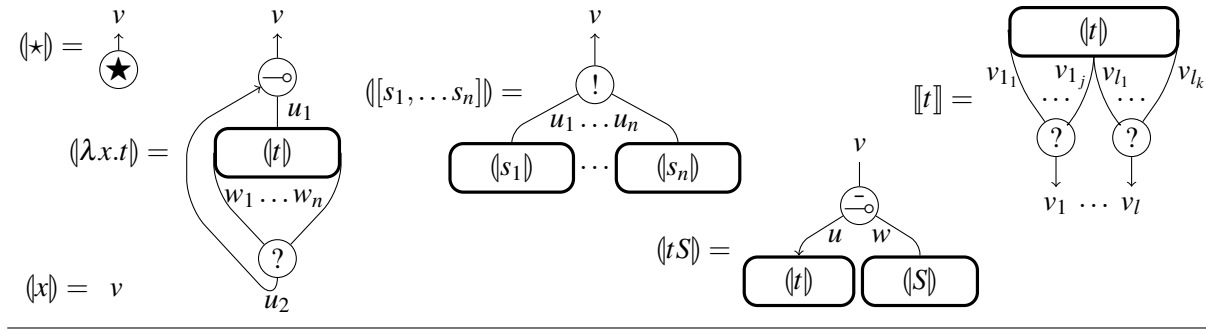 (|⋆|) = v ★
(|λx.t|) = v ⊸ u₁ (|t|) w₁ … wₙ ? u₂
(|x|) = v
(|[s₁, … sₙ]|) = v ! u₁ … uₙ (|s₁|) ⋯ (|sₙ|)
(|tS|) = v ⊸̄ u w (|t|) (|S|)
⟦t⟧ = (|t|) v₁₁ ⋯ v₁ⱼ vₗ₁ ⋯ vₗₖ ? ? v₁ ⋯ vₗ